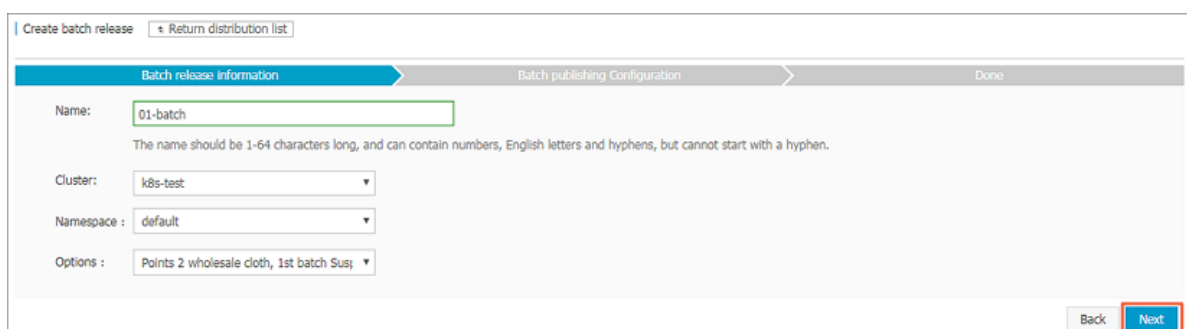 Create batch release Return distribution list
Batch release information Batch publishing Configuration Done
Name: 01-batch
The name should be 1-64 characters long, and can contain numbers, English letters and hyphens, but cannot start with a hyphen.
Cluster: k8s-test
Namespace : default
Options : Points 2 wholesale cloth, 1st batch
Back Next